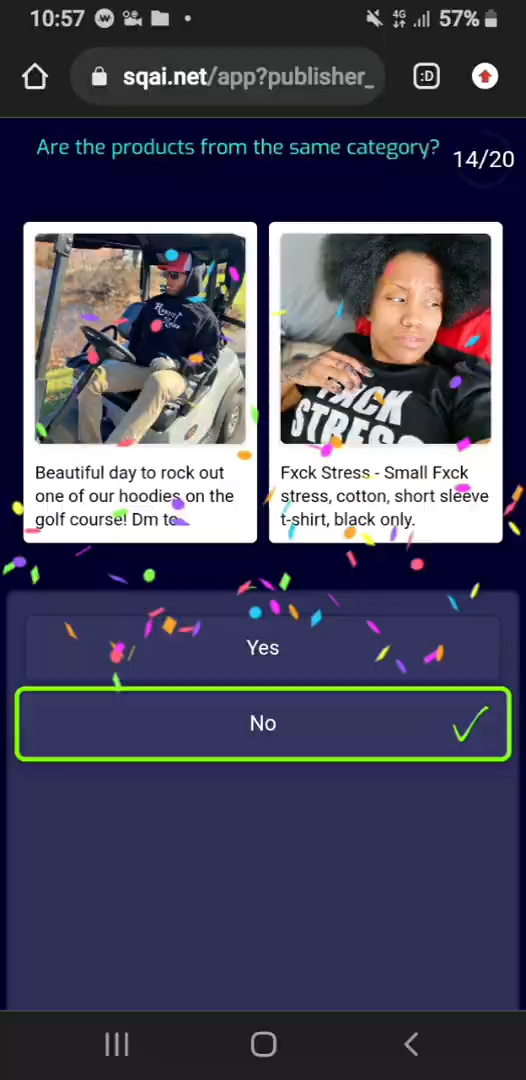 10:57
4G
57%
sqai.net/app?publisher_
:D
Are the products from the same category?
14/20
FXCK
STRESS
Beautiful day to rock out
one of our hoodies on the
golf course! Dm to
Fxck Stress - Small Fxck
stress, cotton, short sleeve
t-shirt, black only.
Yes
No